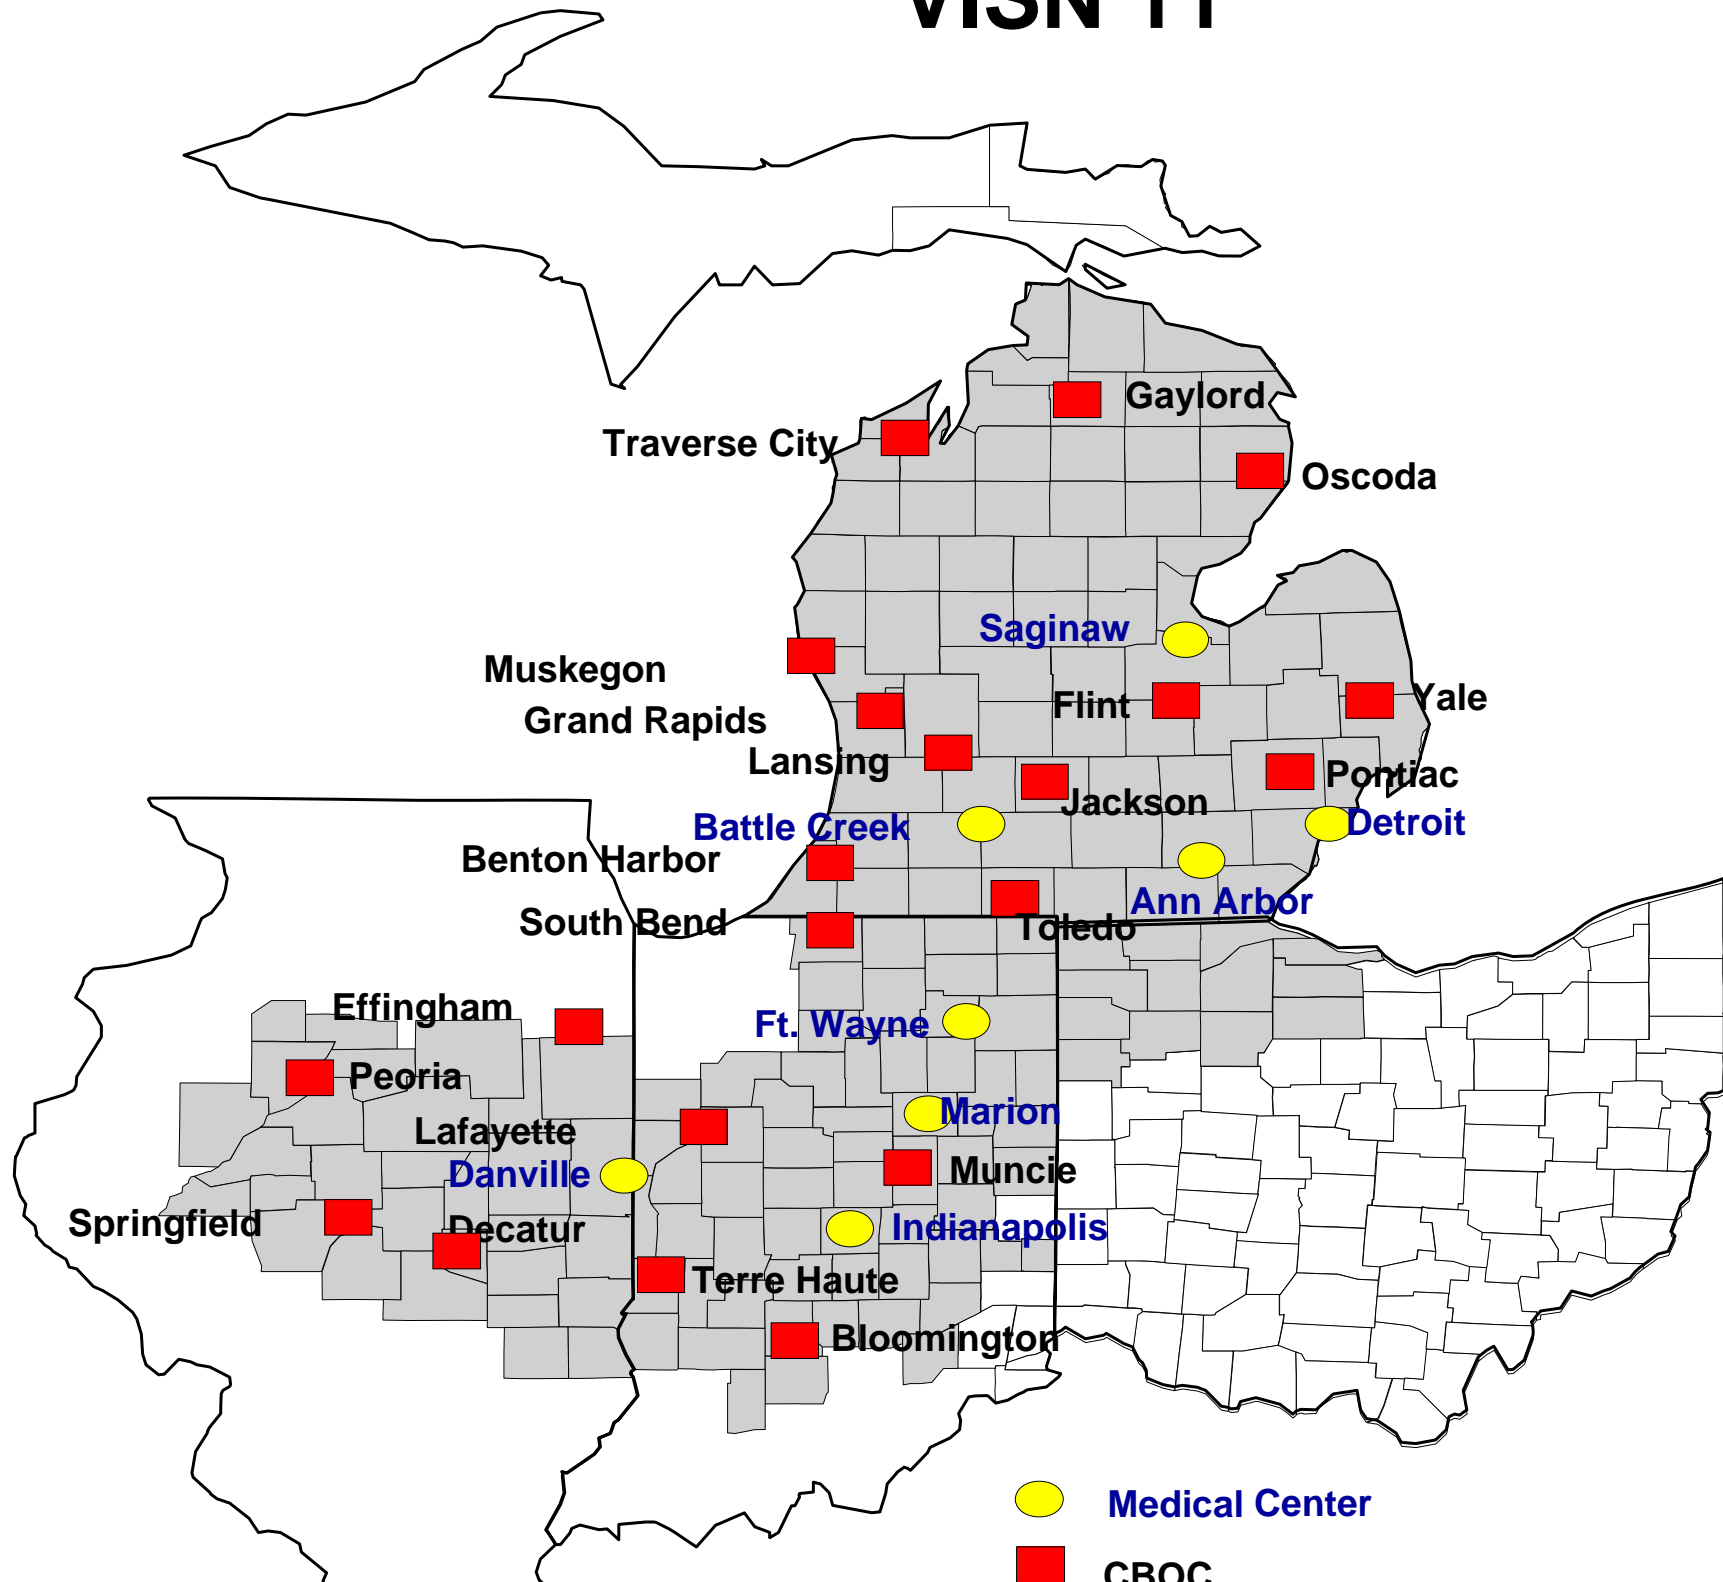 VISN 11
Gaylord
Traverse City
Oscoda
Saginaw
Muskegon
Flint
Yale
Grand Rapids
Lansing
Pontiac
Jackson
Battle Creek
Detroit
Benton Harbor
Ann Arbor
South Bend
Toledo
Effingham
Ft. Wayne
Peoria
Marion
Lafayette
Danville
Muncie
Springfield
Decatur
Indianapolis
Terre Haute
Bloomington
Medical Center
CBOC